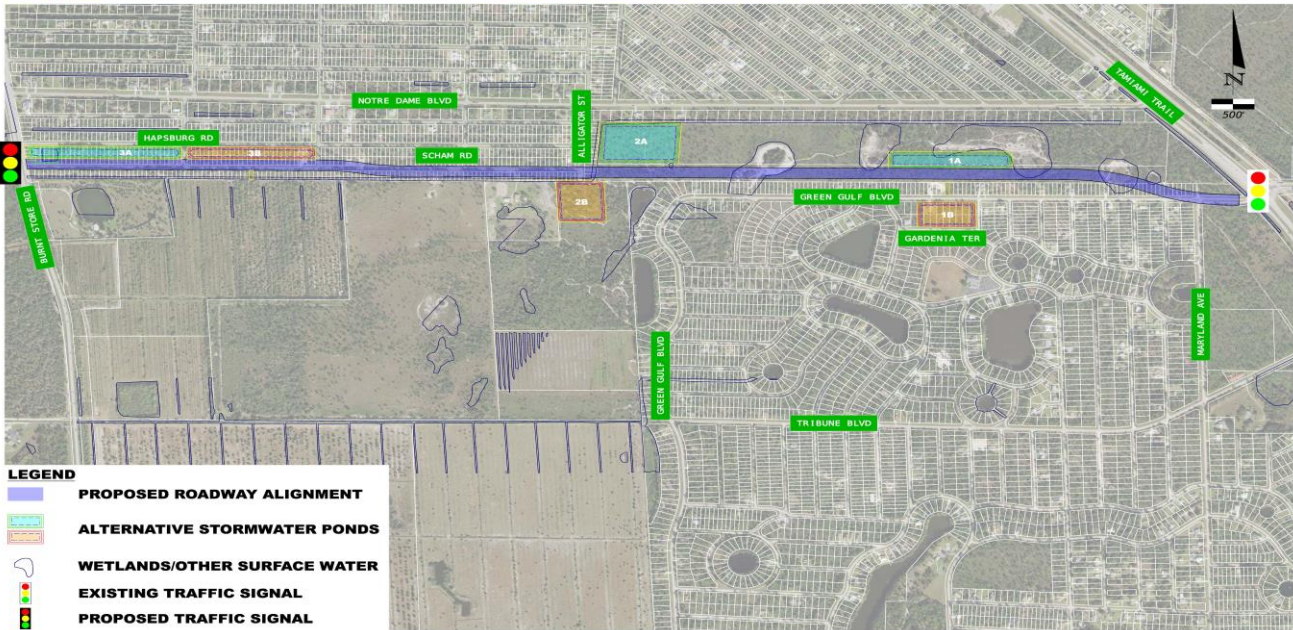 TAMIAMI TRAIL
N
500'
NOTRE DAME BLVD
ALLIGATOR ST
HAPSBURG RD
3A
3B
SCHAM RD
2A
1A
BURNT STORE RD
2B
GREEN GULF BLVD
1B
GARDENIA TER
MARYLAND AVE
GREEN GULF BLVD
TRIBUNE BLVD
LEGEND
PROPOSED ROADWAY ALIGNMENT
ALTERNATIVE STORMWATER PONDS
WETLANDS/OTHER SURFACE WATER
EXISTING TRAFFIC SIGNAL
PROPOSED TRAFFIC SIGNAL